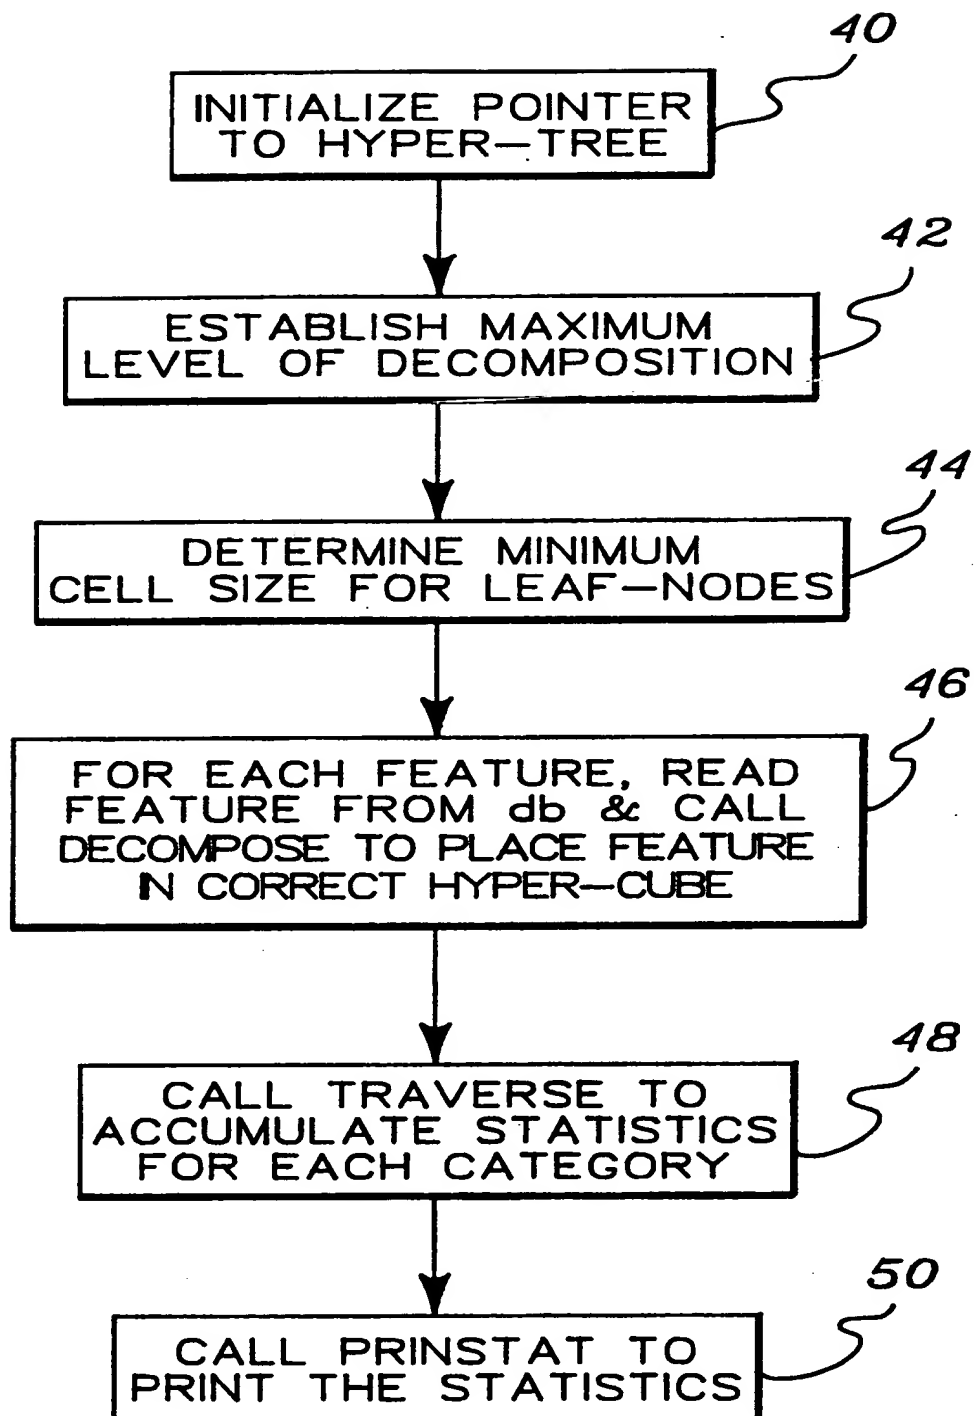 40
INITIALIZE POINTER
TO HYPER-TREE
42
ESTABLISH MAXIMUM
LEVEL OF DECOMPOSITION
44
DETERMINE MINIMUM
CELL SIZE FOR LEAF-NODES
46
FOR EACH FEATURE, READ
FEATURE FROM db & CALL
DECOMPOSE TO PLACE FEATURE
IN CORRECT HYPER-CUBE
48
CALL TRAVERSE TO
ACCUMULATE STATISTICS
FOR EACH CATEGORY
50
CALL PRINSTAT TO
PRINT THE STATISTICS